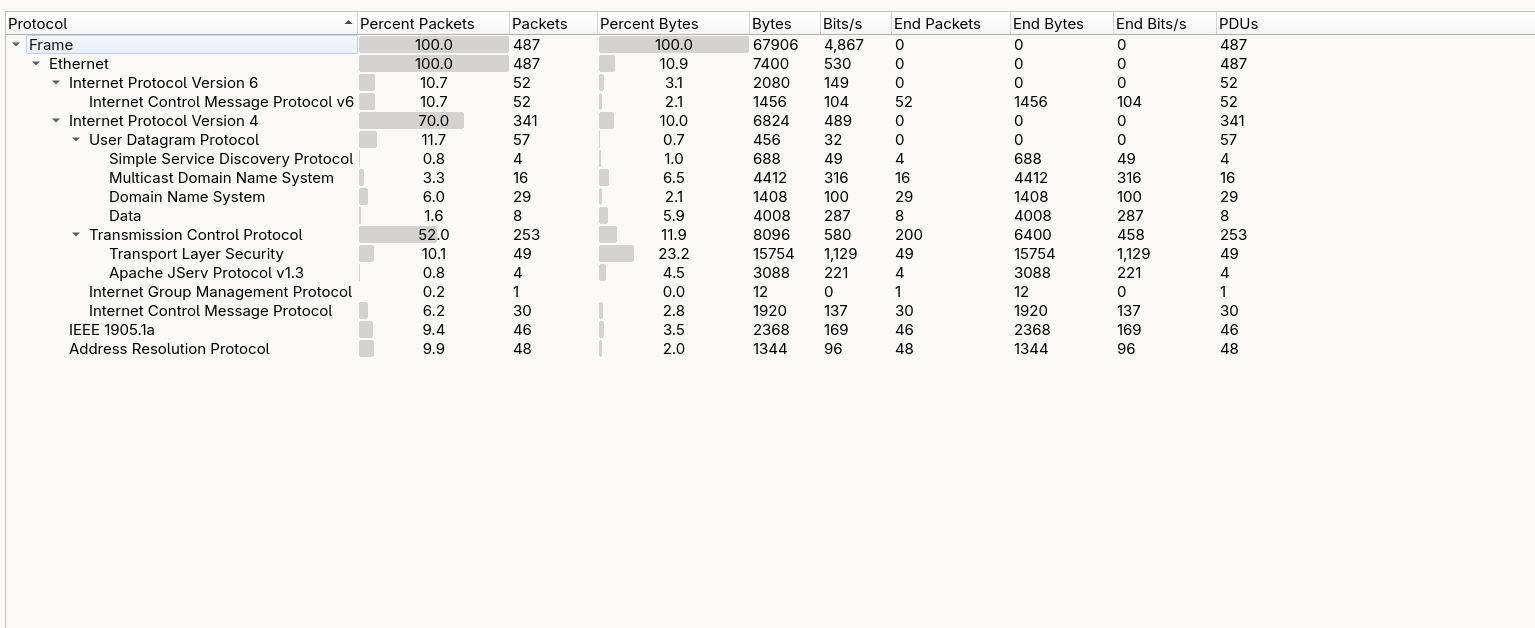 Protocol Percent Packets Packets Percent Bytes Bytes Bits/s End Packets End Bytes End Bits/s PDUs
Frame 100.0 487 100.0 67906 4,867 0 0 0 487
Ethernet 100.0 487 10.9 7400 530 0 0 0 487
Internet Protocol Version 6 10.7 52 3.1 2080 149 0 0 0 52
Internet Control Message Protocol v6 10.7 52 2.1 1456 104 52 1456 104 52
Internet Protocol Version 4 70.0 341 10.0 6824 489 0 0 0 341
User Datagram Protocol 11.7 57 0.7 456 32 0 0 0 57
Simple Service Discovery Protocol 0.8 4 1.0 688 49 4 688 49 4
Multicast Domain Name System 3.3 16 6.5 4412 316 16 4412 316 16
Domain Name System 6.0 29 2.1 1408 100 29 1408 100 29
Data 1.6 8 5.9 4008 287 8 4008 287 8
Transmission Control Protocol 52.0 253 11.9 8096 580 200 6400 458 253
Transport Layer Security 10.1 49 23.2 15754 1,129 49 15754 1,129 49
Apache JServ Protocol v1.3 0.8 4 4.5 3088 221 4 3088 221 4
Internet Group Management Protocol 0.2 1 0.0 12 0 1 12 0 1
Internet Control Message Protocol 6.2 30 2.8 1920 137 30 1920 137 30
IEEE 1905.1a 9.4 46 3.5 2368 169 46 2368 169 46
Address Resolution Protocol 9.9 48 2.0 1344 96 48 1344 96 48